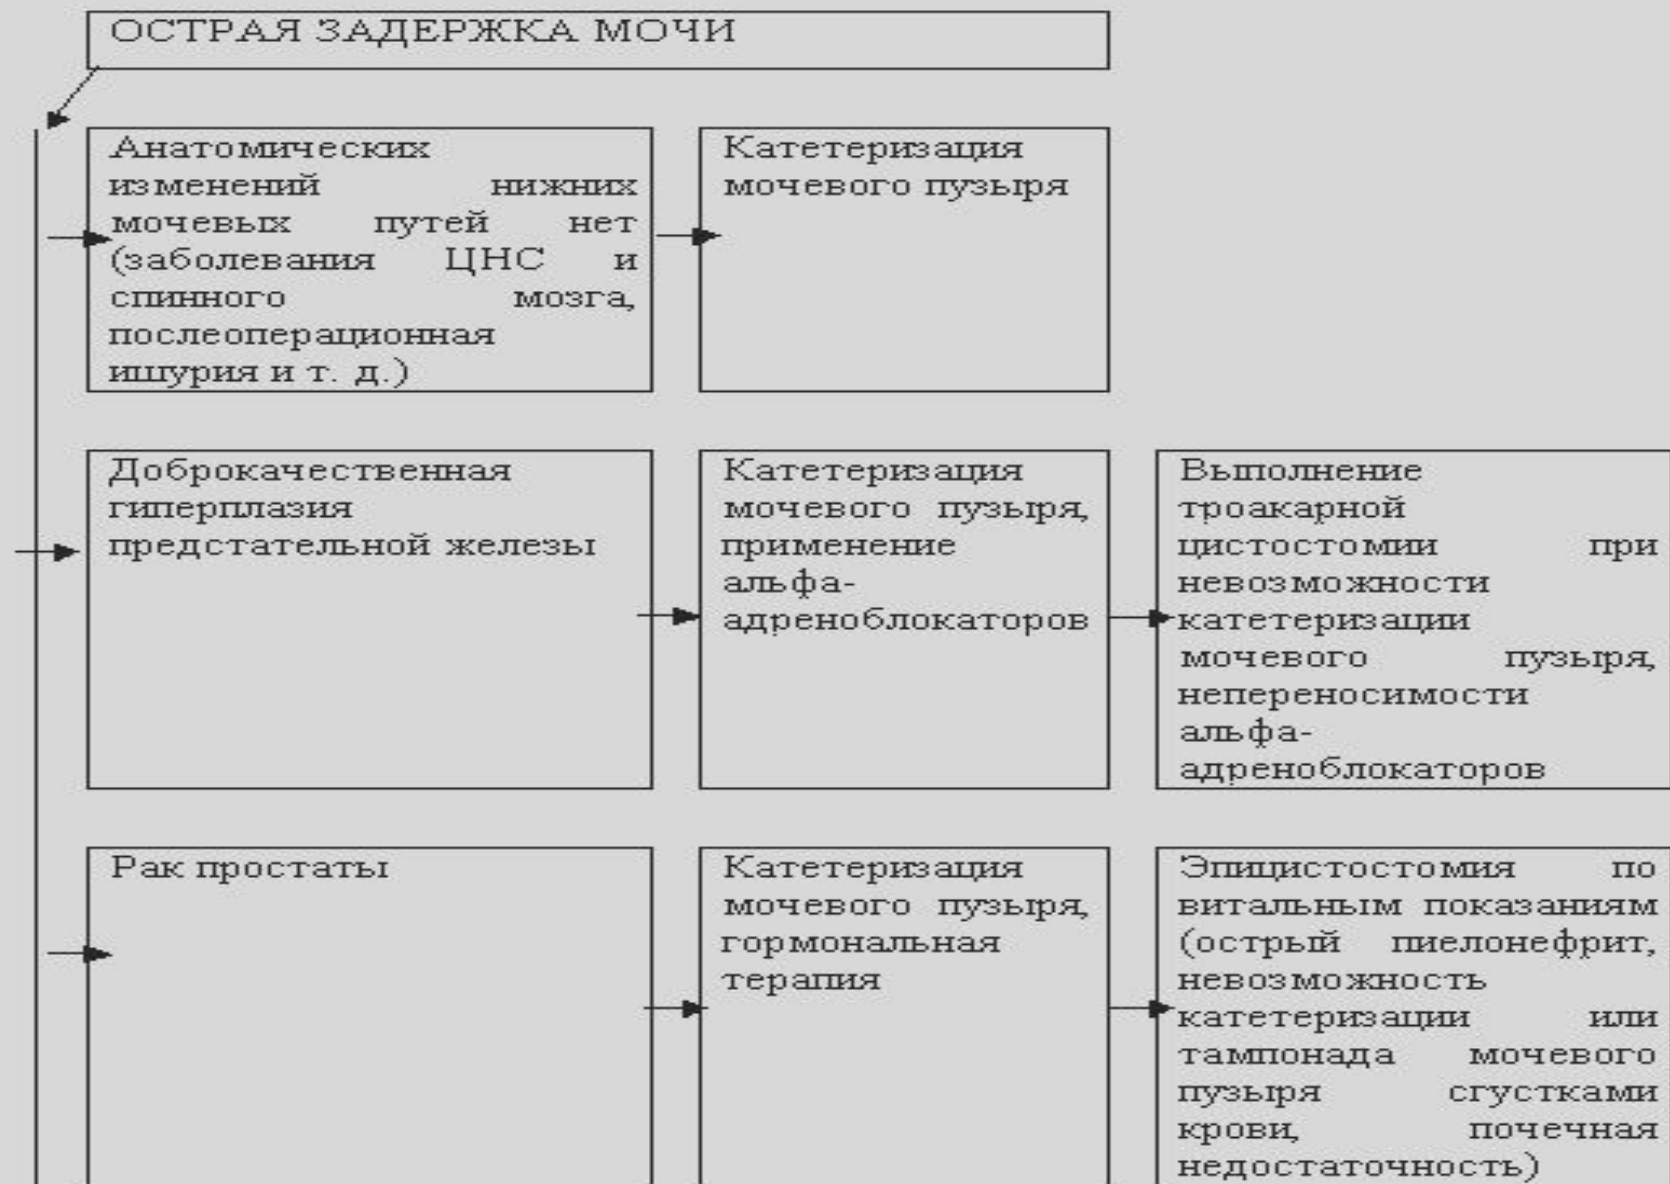 ОСТРАЯ ЗАДЕРЖКА МОЧИ
Анатомических
изменений нижних
мочевых путей нет
(заболевания ЦНС и
спинного мозга,
послеоперационная
ишурия и т. д.)
Катетеризация
мочевого пузыря
Доброкачественная
гиперплазия
предстательной железы
Катетеризация
мочевого пузыря,
применение
альфа-
адреноблокаторов
Выполнение
троакарной
цистостомии при
невозможности
катетеризации
мочевого пузыря,
непереносимости
альфа-
адреноблокаторов
Рак простаты
Катетеризация
мочевого пузыря,
гормональная
терапия
Эпицистостомия по
витальным показаниям
(острый пиелонефрит,
невозможность
катетеризации или
тампонада мочевого
пузыря сгустками
крови, почечная
недостаточность)